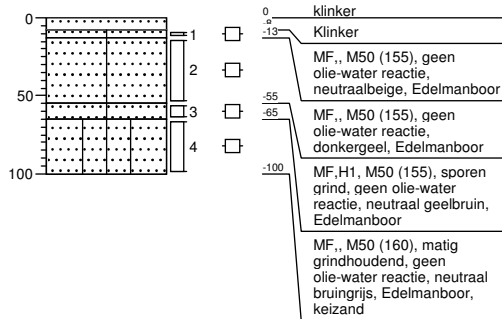 0
50
100
1
2
3
4
0
klinker
-8
Klinker
-13
MF,, M50 (155), geen
olie-water reactie,
neutraalbeige, Edelmanboor
-55
MF,, M50 (155), geen
olie-water reactie,
donkergeel, Edelmanboor
-65
MF,H1, M50 (155), sporen
grind, geen olie-water
reactie, neutraal geelbruin,
Edelmanboor
-100
MF,, M50 (160), matig
grindhoudend, geen
olie-water reactie, neutraal
bruingrijs, Edelmanboor,
keizand